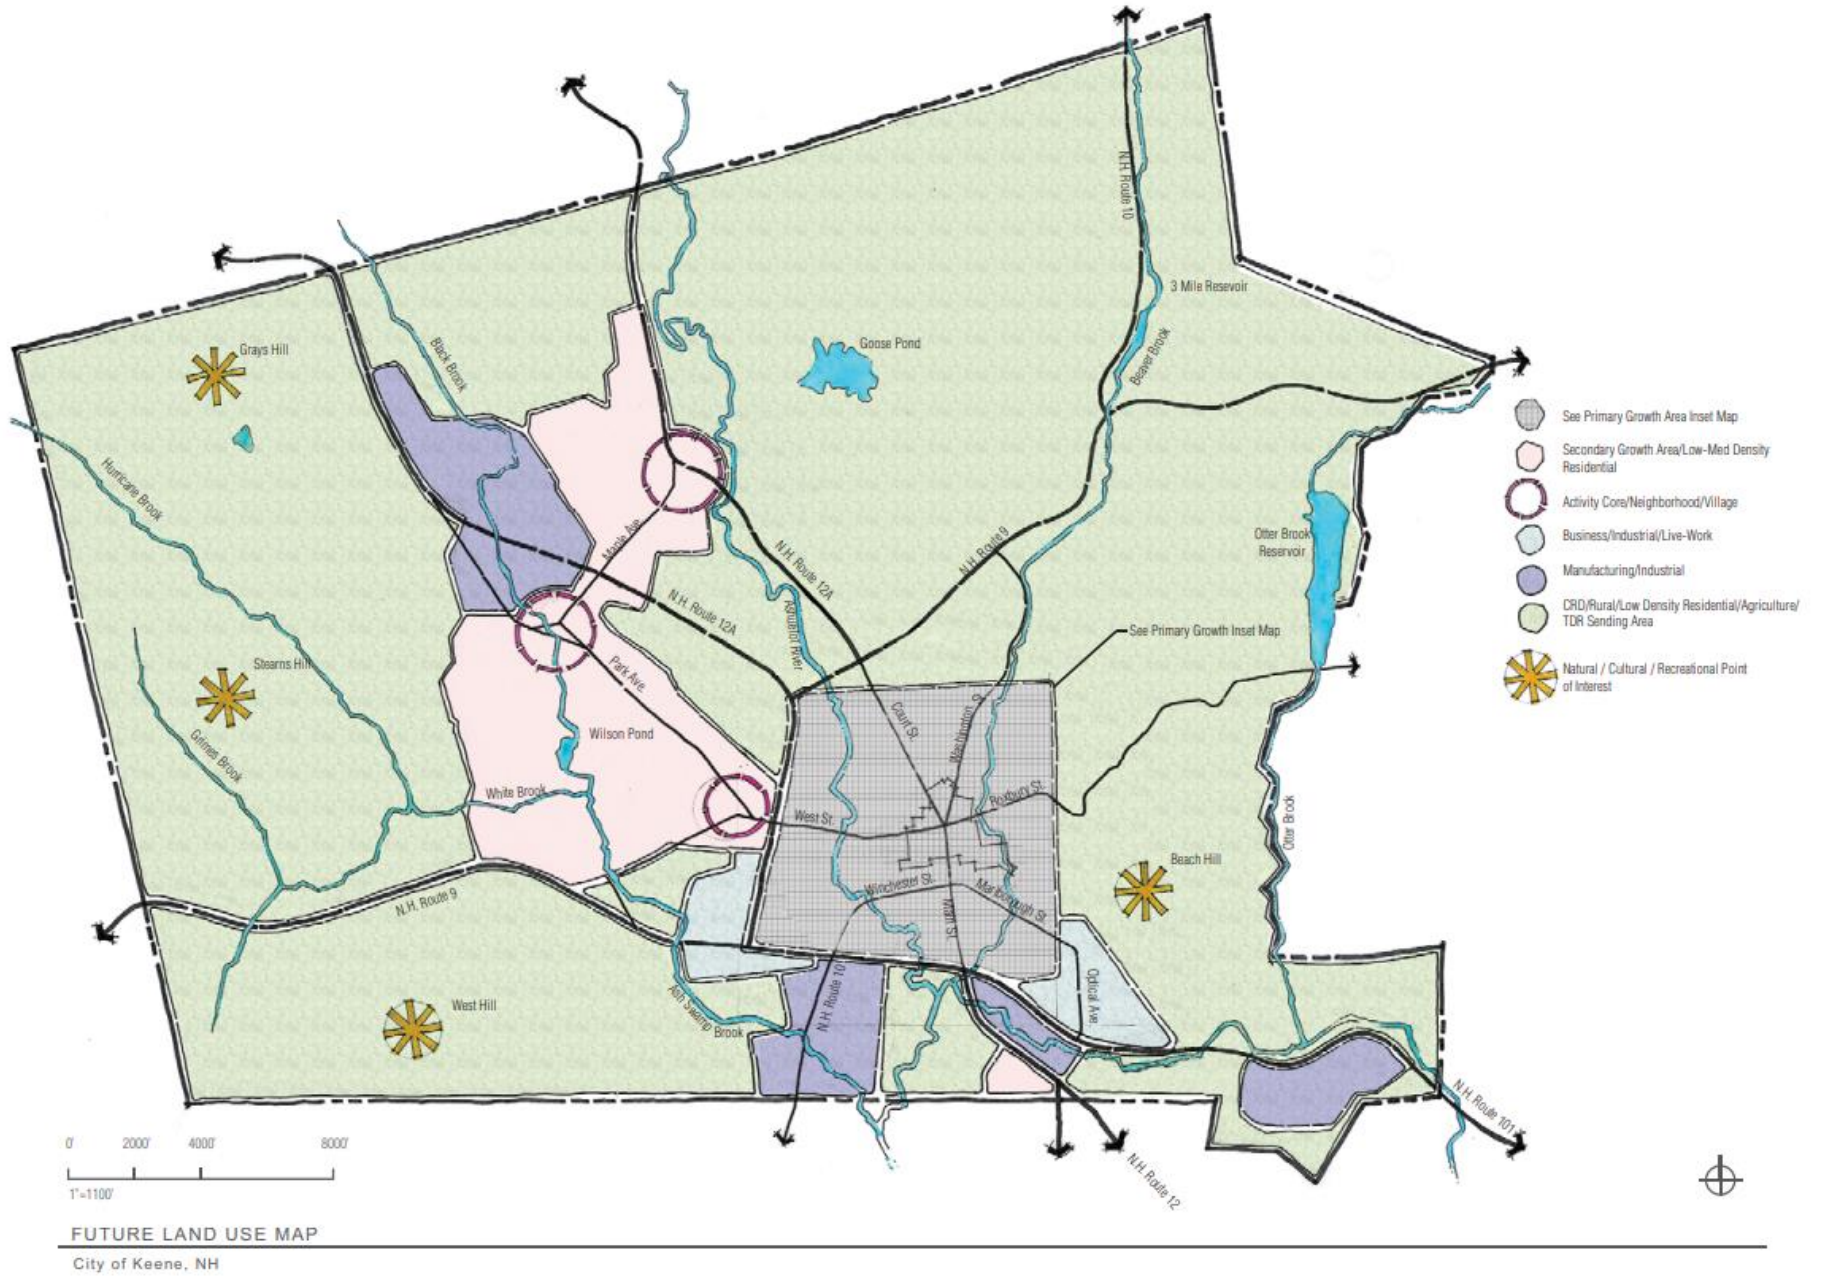 N.H. Route 10
3 Mile Resevoir
Grays Hill
Black Brook
Goose Pond
Beaver Brook
See Primary Growth Area Inset Map
Secondary Growth Area/Low-Med Density
Residential
Activity Core/Neighborhood/Village
Business/Industrial/Live-Work
Manufacturing/Industrial
CRD/Rural/Low Density Residential/Agriculture/
TDR Sending Area
Natural / Cultural / Recreational Point
of Interest
Hurricane Brook
Maple Ave.
N.H. Route 12A
N.H. Route 9
Otter Brook
Reservoir
N.H. Route 12A
Ashuelot River
See Primary Growth Inset Map
Stearns Hill
Park Ave.
Grimes Brook
Wilson Pond
Court St.
Washington St.
White Brook
West St.
Roxbury St.
Otter Brook
Beach Hill
N.H. Route 9
Winchester St.
Marlborough St.
Main St.
West Hill
Ash Swamp Brook
N.H. Route 10
Optical Ave.
N.H. Route 101
N.H. Route 12
0' 2000' 4000' 8000'
1"=1100'
FUTURE LAND USE MAP
City of Keene, NH